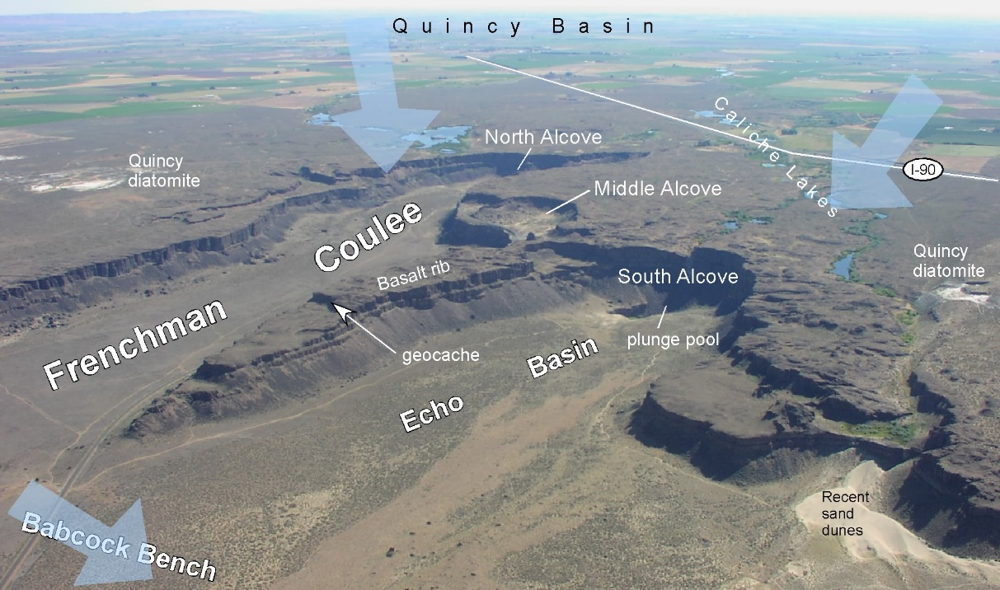 Quincy Basin
North Alcove
Caliche Lakes
Quincy
diatomite
I-90
Middle Alcove
Frenchman Coulee
Basalt rib
South Alcove
Quincy
diatomite
geocache
plunge pool
Echo Basin
Recent
sand
dunes
Babcock Bench